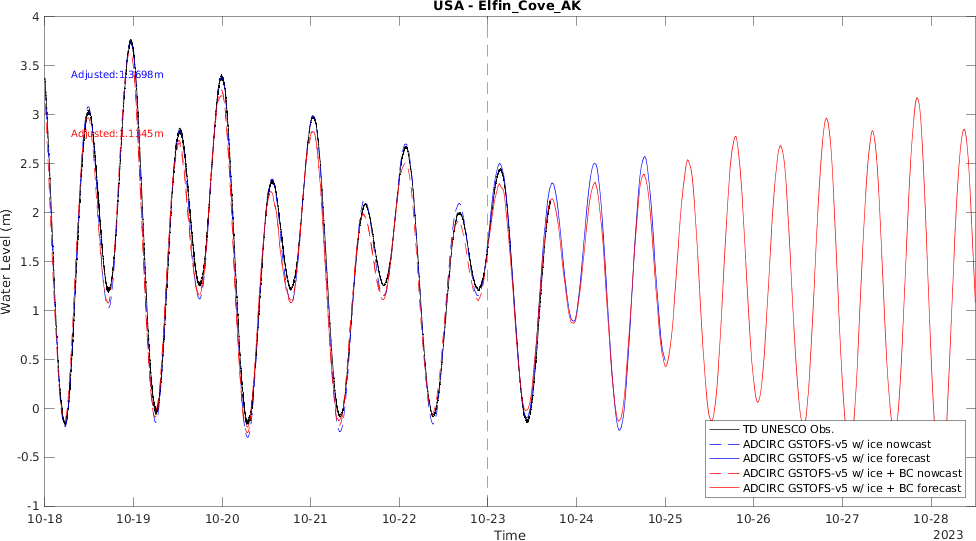 USA - Elfin_Cove_AK
Water Level (m)
4
3.5
3
2.5
2
1.5
1
0.5
0
-0.5
-1
Adjusted:1.3698m
Adjusted:1.1345m
TD UNESCO Obs.
ADCIRC GSTOFS-v5 w/ ice nowcast
ADCIRC GSTOFS-v5 w/ ice forecast
ADCIRC GSTOFS-v5 w/ ice + BC nowcast
ADCIRC GSTOFS-v5 w/ ice + BC forecast
10-18 10-19 10-20 10-21 10-22 10-23 10-24 10-25 10-26 10-27 10-28
Time
2023